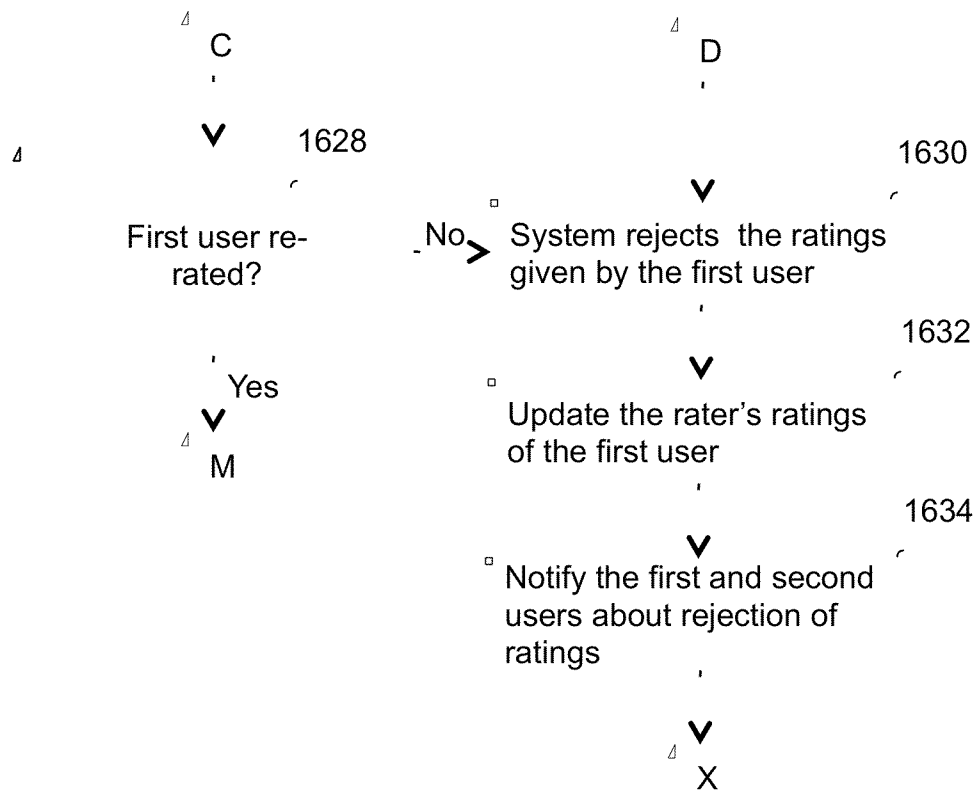 C
D
1628
1630
First user re-
rated?
No
System rejects the ratings
given by the first user
1632
Yes
Update the rater’s ratings
of the first user
M
1634
Notify the first and second
users about rejection of
ratings
X